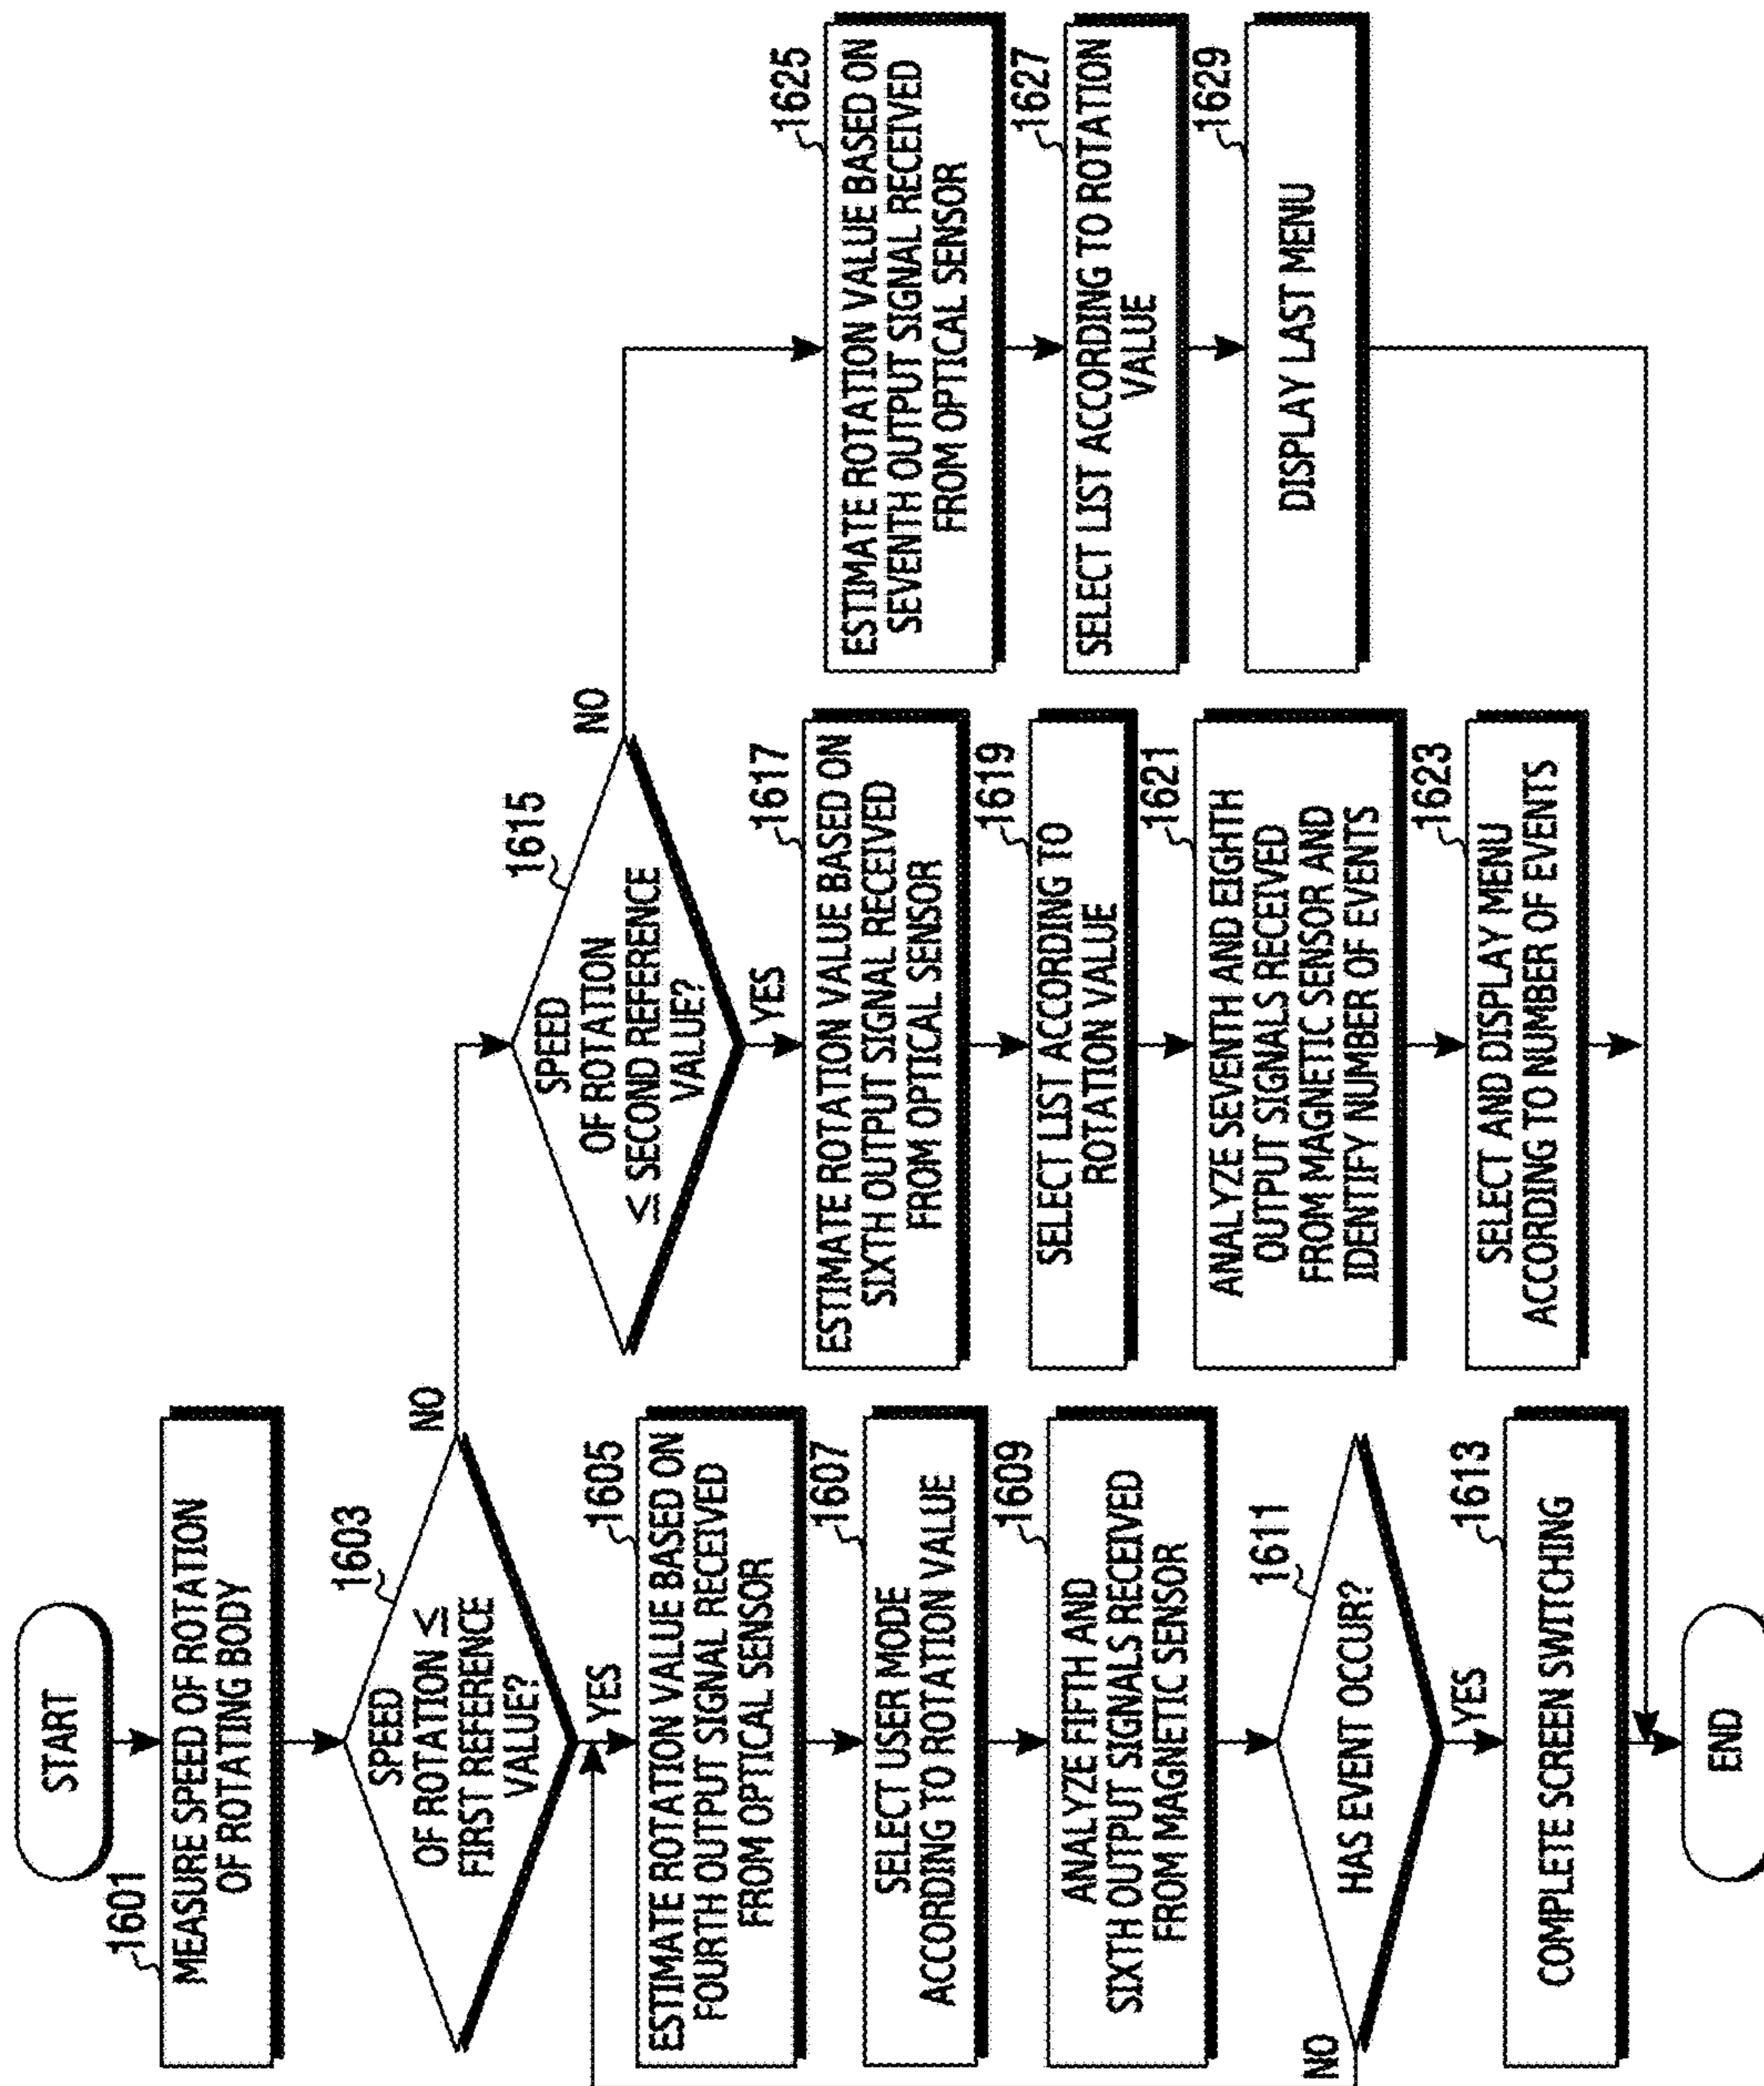 START
1601
MEASURE SPEED OF ROTATION
OF ROTATING BODY
1603
SPEED
OF ROTATION ≤
FIRST REFERENCE
VALUE?
NO
YES
1605
ESTIMATE ROTATION VALUE BASED ON
FOURTH OUTPUT SIGNAL RECEIVED
FROM OPTICAL SENSOR
1607
SELECT USER MODE
ACCORDING TO ROTATION VALUE
1609
ANALYZE FIFTH AND
SIXTH OUTPUT SIGNALS RECEIVED
FROM MAGNETIC SENSOR
1611
HAS EVENT OCCUR?
NO
YES
1613
COMPLETE SCREEN SWITCHING
END
1615
SPEED
OF ROTATION
≤ SECOND REFERENCE
VALUE?
NO
YES
1617
ESTIMATE ROTATION VALUE BASED ON
SIXTH OUTPUT SIGNAL RECEIVED
FROM OPTICAL SENSOR
1619
SELECT LIST ACCORDING TO
ROTATION VALUE
1621
ANALYZE SEVENTH AND EIGHTH
OUTPUT SIGNALS RECEIVED
FROM MAGNETIC SENSOR AND
IDENTIFY NUMBER OF EVENTS
1623
SELECT AND DISPLAY MENU
ACCORDING TO NUMBER OF EVENTS
1625
ESTIMATE ROTATION VALUE BASED ON
SEVENTH OUTPUT SIGNAL RECEIVED
FROM OPTICAL SENSOR
1627
SELECT LIST ACCORDING TO ROTATION
VALUE
1629
DISPLAY LAST MENU